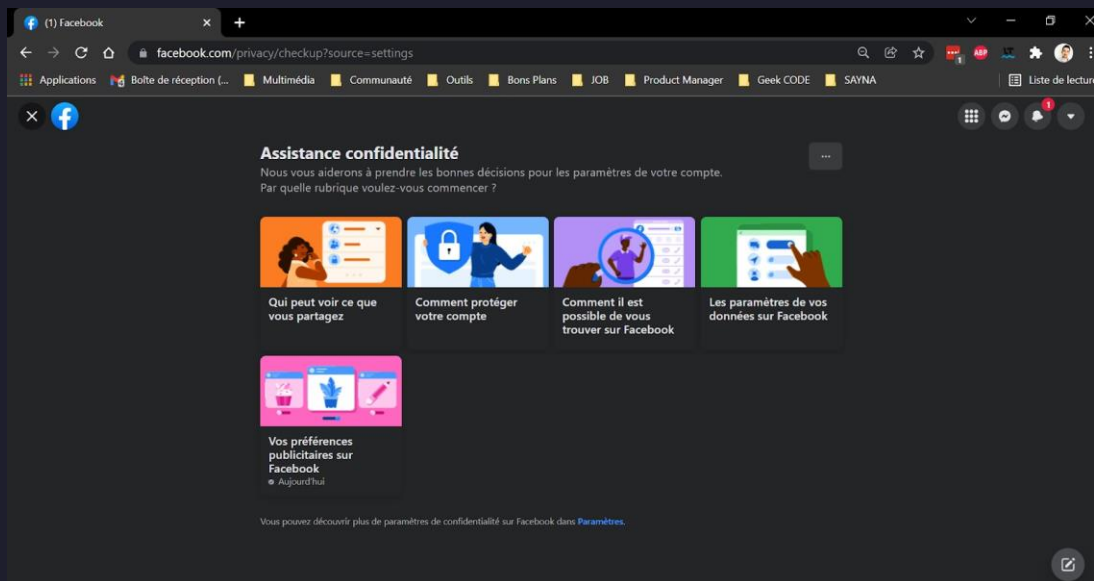 (1) Facebook
facebook.com/privacy/checkup?source=settings
1
ABP
Applications
Boîte de réception (...
Multimédia
Communauté
Outils
Bons Plans
JOB
Product Manager
Geek CODE
SAYNA
Liste de lecture
1
Assistance confidentialité
Nous vous aiderons à prendre les bonnes décisions pour les paramètres de votre compte.
Par quelle rubrique voulez-vous commencer ?
Qui peut voir ce que
vous partagez
Comment protéger
votre compte
Comment il est
possible de vous
trouver sur Facebook
Les paramètres de vos
données sur Facebook
Vos préférences
publicitaires sur
Facebook
Aujourd'hui
Vous pouvez découvrir plus de paramètres de confidentialité sur Facebook dans Paramètres.